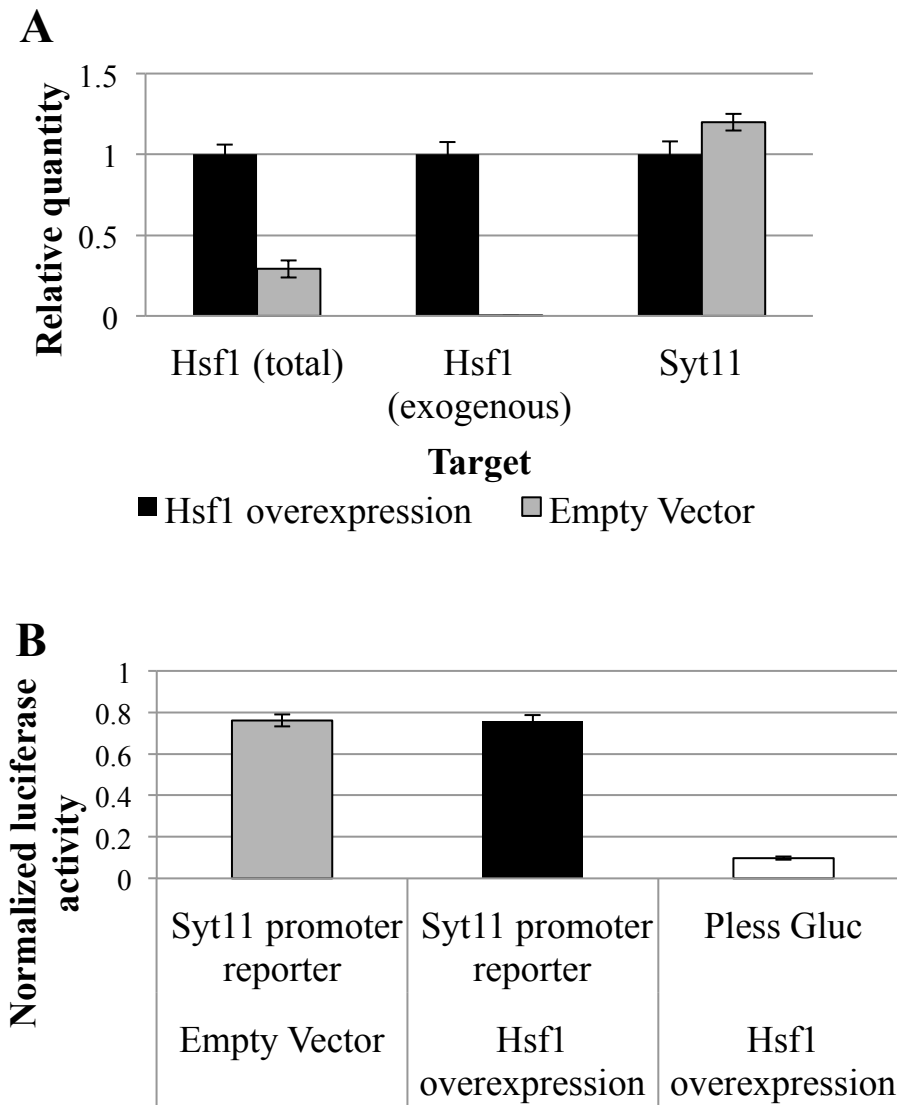 A
Relative quantity
1.5
1
0.5
0
Hsf1 (total)
Hsf1
(exogenous)
Syt11
Target
Hsf1 overexpression
Empty Vector
B
Normalized luciferase
activity
1
0.8
0.6
0.4
0.2
0
Syt11 promoter
reporter
Syt11 promoter
reporter
Pless Gluc
Empty Vector
Hsf1
overexpression
Hsf1
overexpression